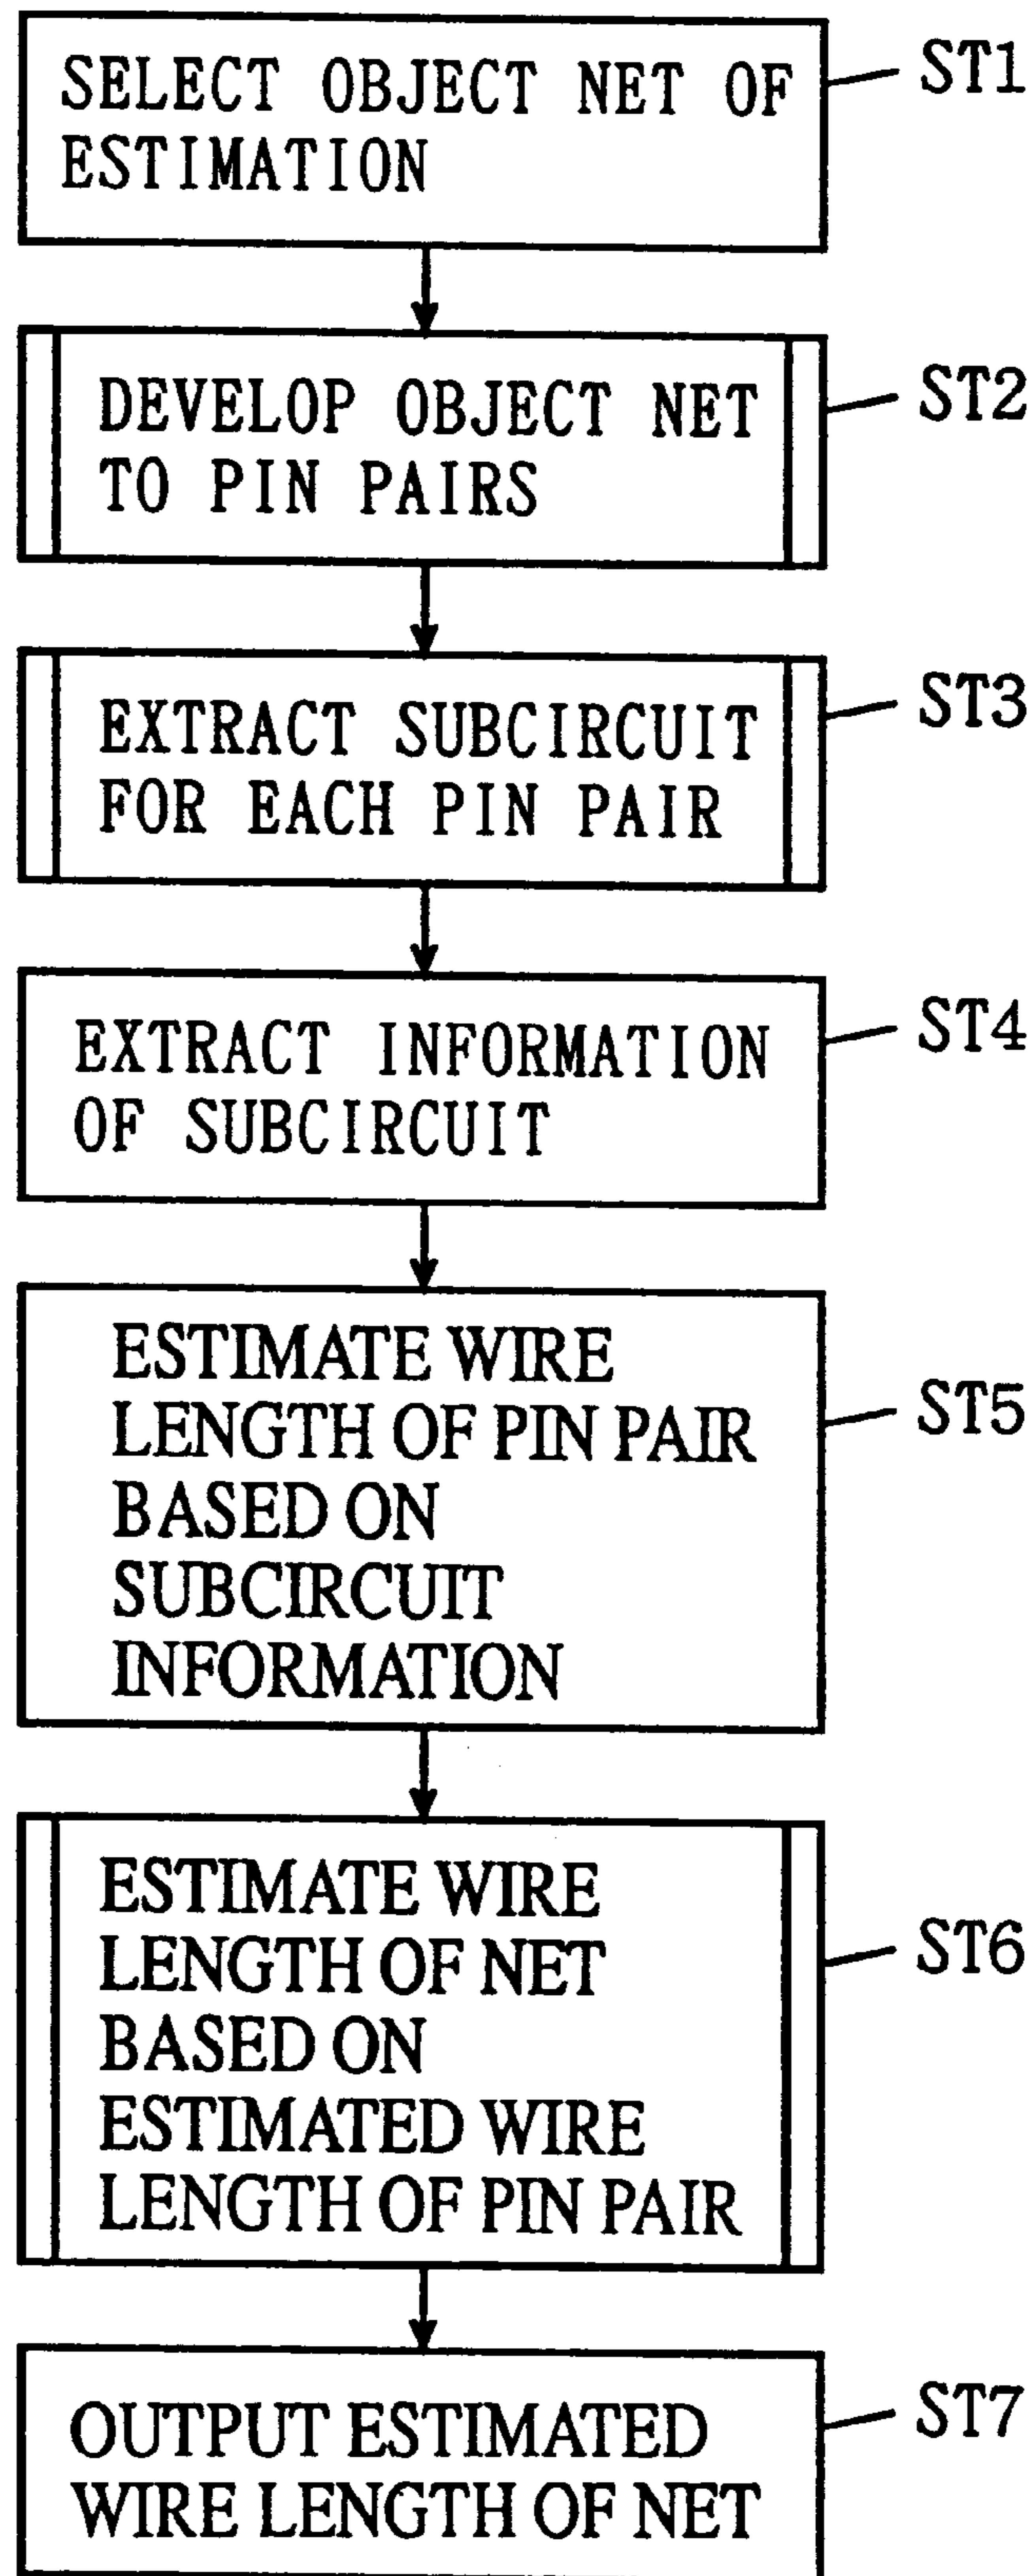 SELECT OBJECT NET OF
ESTIMATION
ST1
DEVELOP OBJECT NET
TO PIN PAIRS
ST2
EXTRACT SUBCIRCUIT
FOR EACH PIN PAIR
ST3
EXTRACT INFORMATION
OF SUBCIRCUIT
ST4
ESTIMATE WIRE
LENGTH OF PIN PAIR
BASED ON
SUBCIRCUIT
INFORMATION
ST5
ESTIMATE WIRE
LENGTH OF NET
BASED ON
ESTIMATED WIRE
LENGTH OF PIN PAIR
ST6
OUTPUT ESTIMATED
WIRE LENGTH OF NET
ST7